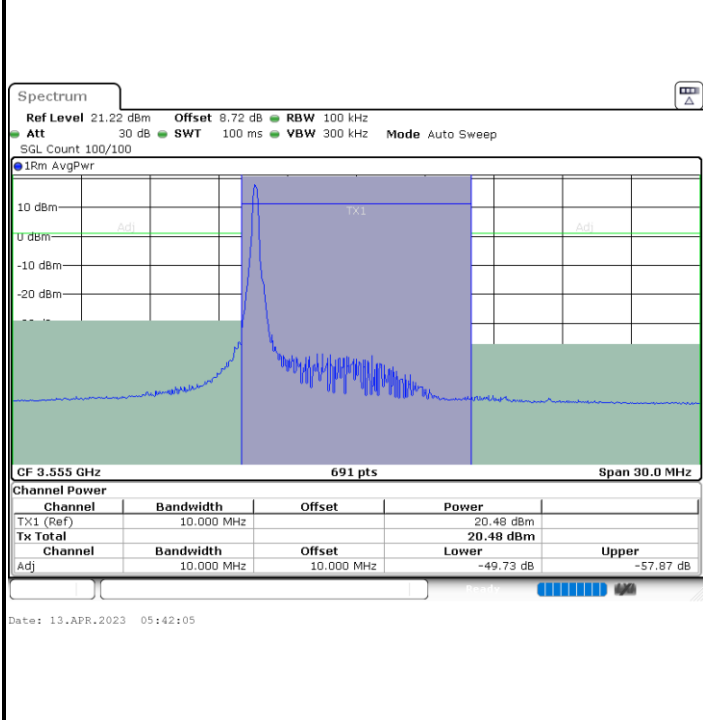 Spectrum
Ref Level 21.22 dBm Offset 8.72 dB RBW 100 kHz
Att 30 dB SWT 100 ms VBW 300 kHz Mode Auto Sweep
SGL Count 100/100
1Rm AvgPwr
10 dBm
TX1
Adj Adj
0 dBm
-10 dBm
-20 dBm
CF 3.555 GHz 691 pts Span 30.0 MHz
Channel Power
Channel Bandwidth Offset Power
TX1 (Ref) 10.000 MHz 20.48 dBm
Tx Total 20.48 dBm
Channel Bandwidth Offset Lower Upper
Adj 10.000 MHz 10.000 MHz -49.73 dB -57.87 dB
Ready
Date: 13.APR.2023 05:42:05